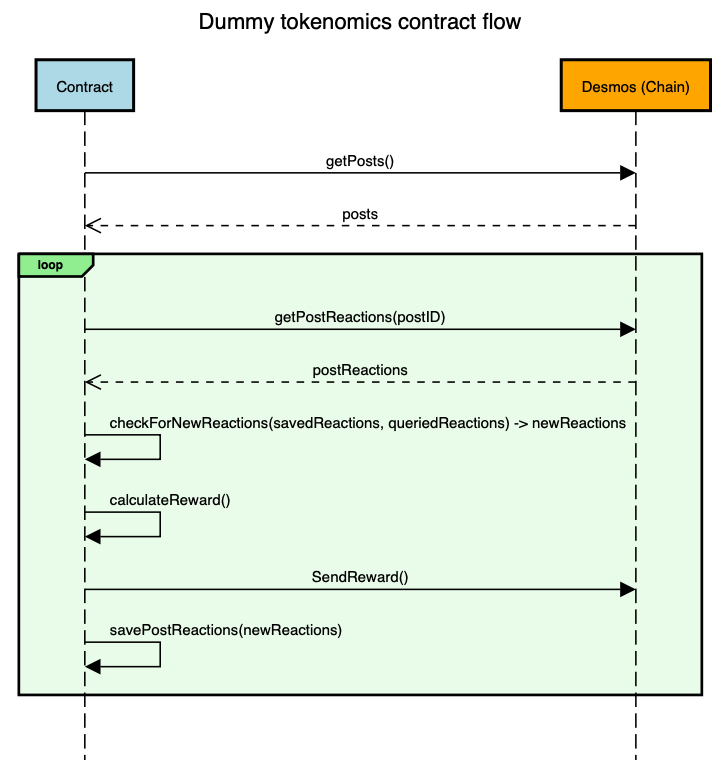 Dummy tokenomics contract flow
Contract
Desmos (Chain)
getPosts()
posts
loop
getPostReactions(postID)
postReactions
checkForNewReactions(savedReactions, queriedReactions) -> newReactions
calculateReward()
SendReward()
savePostReactions(newReactions)